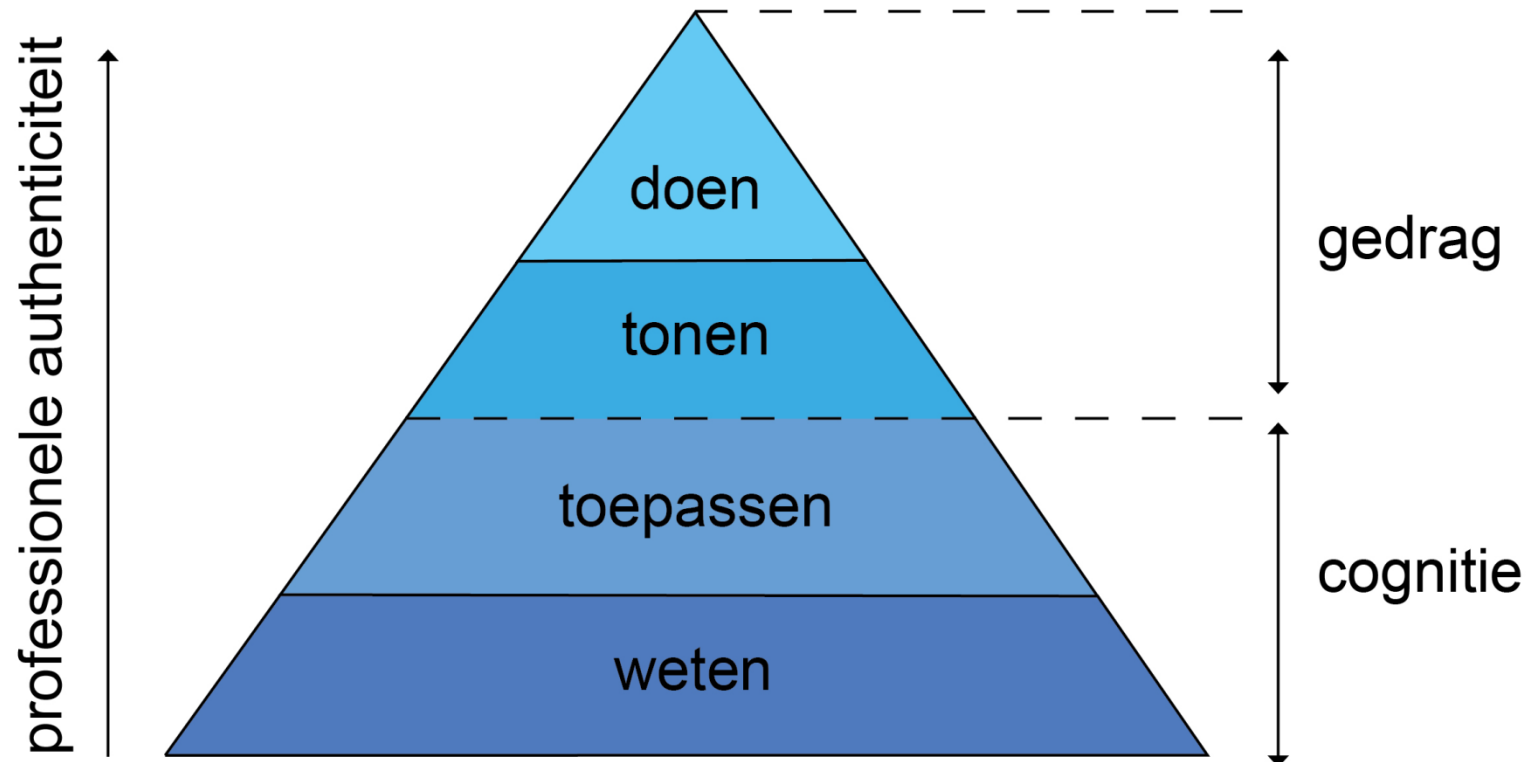 professionele authenticiteit
doen
tonen
toepassen
weten
gedrag
cognitie